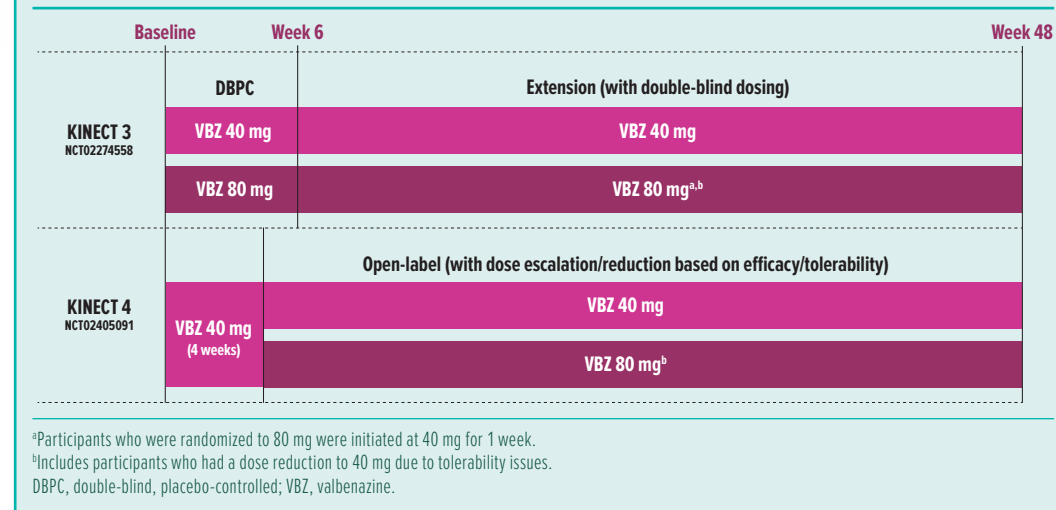 Baseline Week 6 Week 48
DBPC Extension (with double-blind dosing)
KINECT 3
NCT02274558
VBZ 40 mg VBZ 40 mg
VBZ 80 mg VBZ 80 mgᵃ,ᵇ
Open-label (with dose escalation/reduction based on efficacy/tolerability)
KINECT 4
NCT02405091
VBZ 40 mg
(4 weeks)
VBZ 40 mg
VBZ 80 mgᵇ
ᵃParticipants who were randomized to 80 mg were initiated at 40 mg for 1 week.
ᵇIncludes participants who had a dose reduction to 40 mg due to tolerability issues.
DBPC, double-blind, placebo-controlled; VBZ, valbenazine.